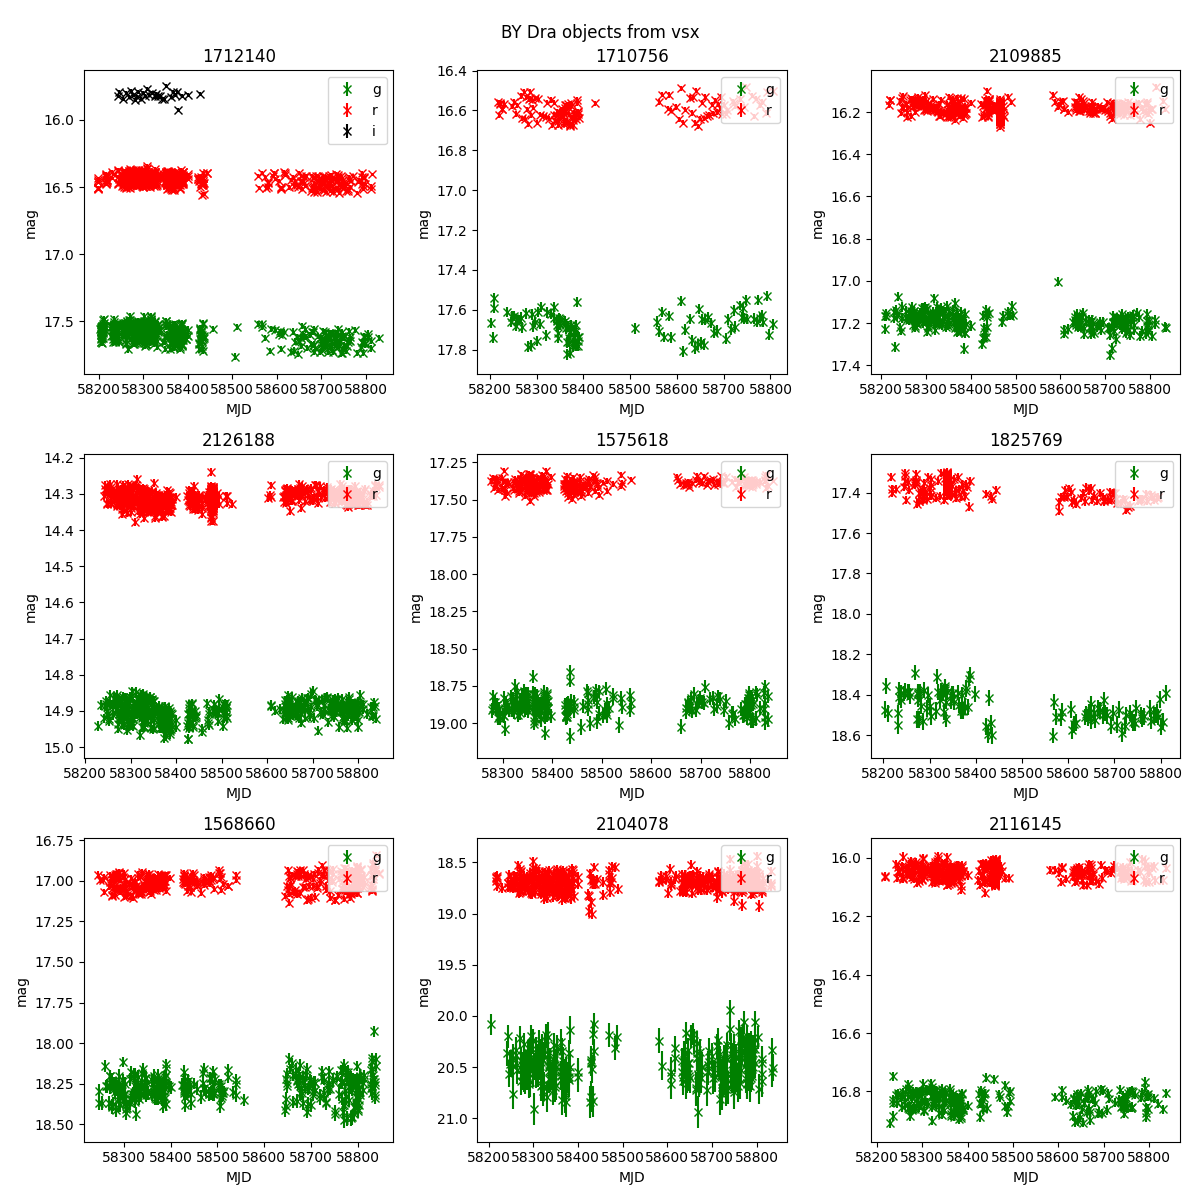 BY Dra objects from vsx
1712140
1710756
2109885
g
r
i
16.0
16.5
17.0
17.5
mag
58200 58300 58400 58500 58600 58700 58800
MJD
g
r
16.4
16.6
16.8
17.0
17.2
17.4
17.6
17.8
mag
58200 58300 58400 58500 58600 58700 58800
MJD
g
r
16.2
16.4
16.6
16.8
17.0
17.2
17.4
mag
58200 58300 58400 58500 58600 58700 58800
MJD
2126188
1575618
1825769
g
r
14.2
14.3
14.4
14.5
14.6
14.7
14.8
14.9
15.0
mag
58200 58300 58400 58500 58600 58700 58800
MJD
g
r
17.25
17.50
17.75
18.00
18.25
18.50
18.75
19.00
mag
58300 58400 58500 58600 58700 58800
MJD
g
r
17.4
17.6
17.8
18.0
18.2
18.4
18.6
mag
58200 58300 58400 58500 58600 58700 58800
MJD
1568660
2104078
2116145
g
r
16.75
17.00
17.25
17.50
17.75
18.00
18.25
18.50
mag
58300 58400 58500 58600 58700 58800
MJD
g
r
18.5
19.0
19.5
20.0
20.5
21.0
mag
58200 58300 58400 58500 58600 58700 58800
MJD
g
r
16.0
16.2
16.4
16.6
16.8
mag
58200 58300 58400 58500 58600 58700 58800
MJD